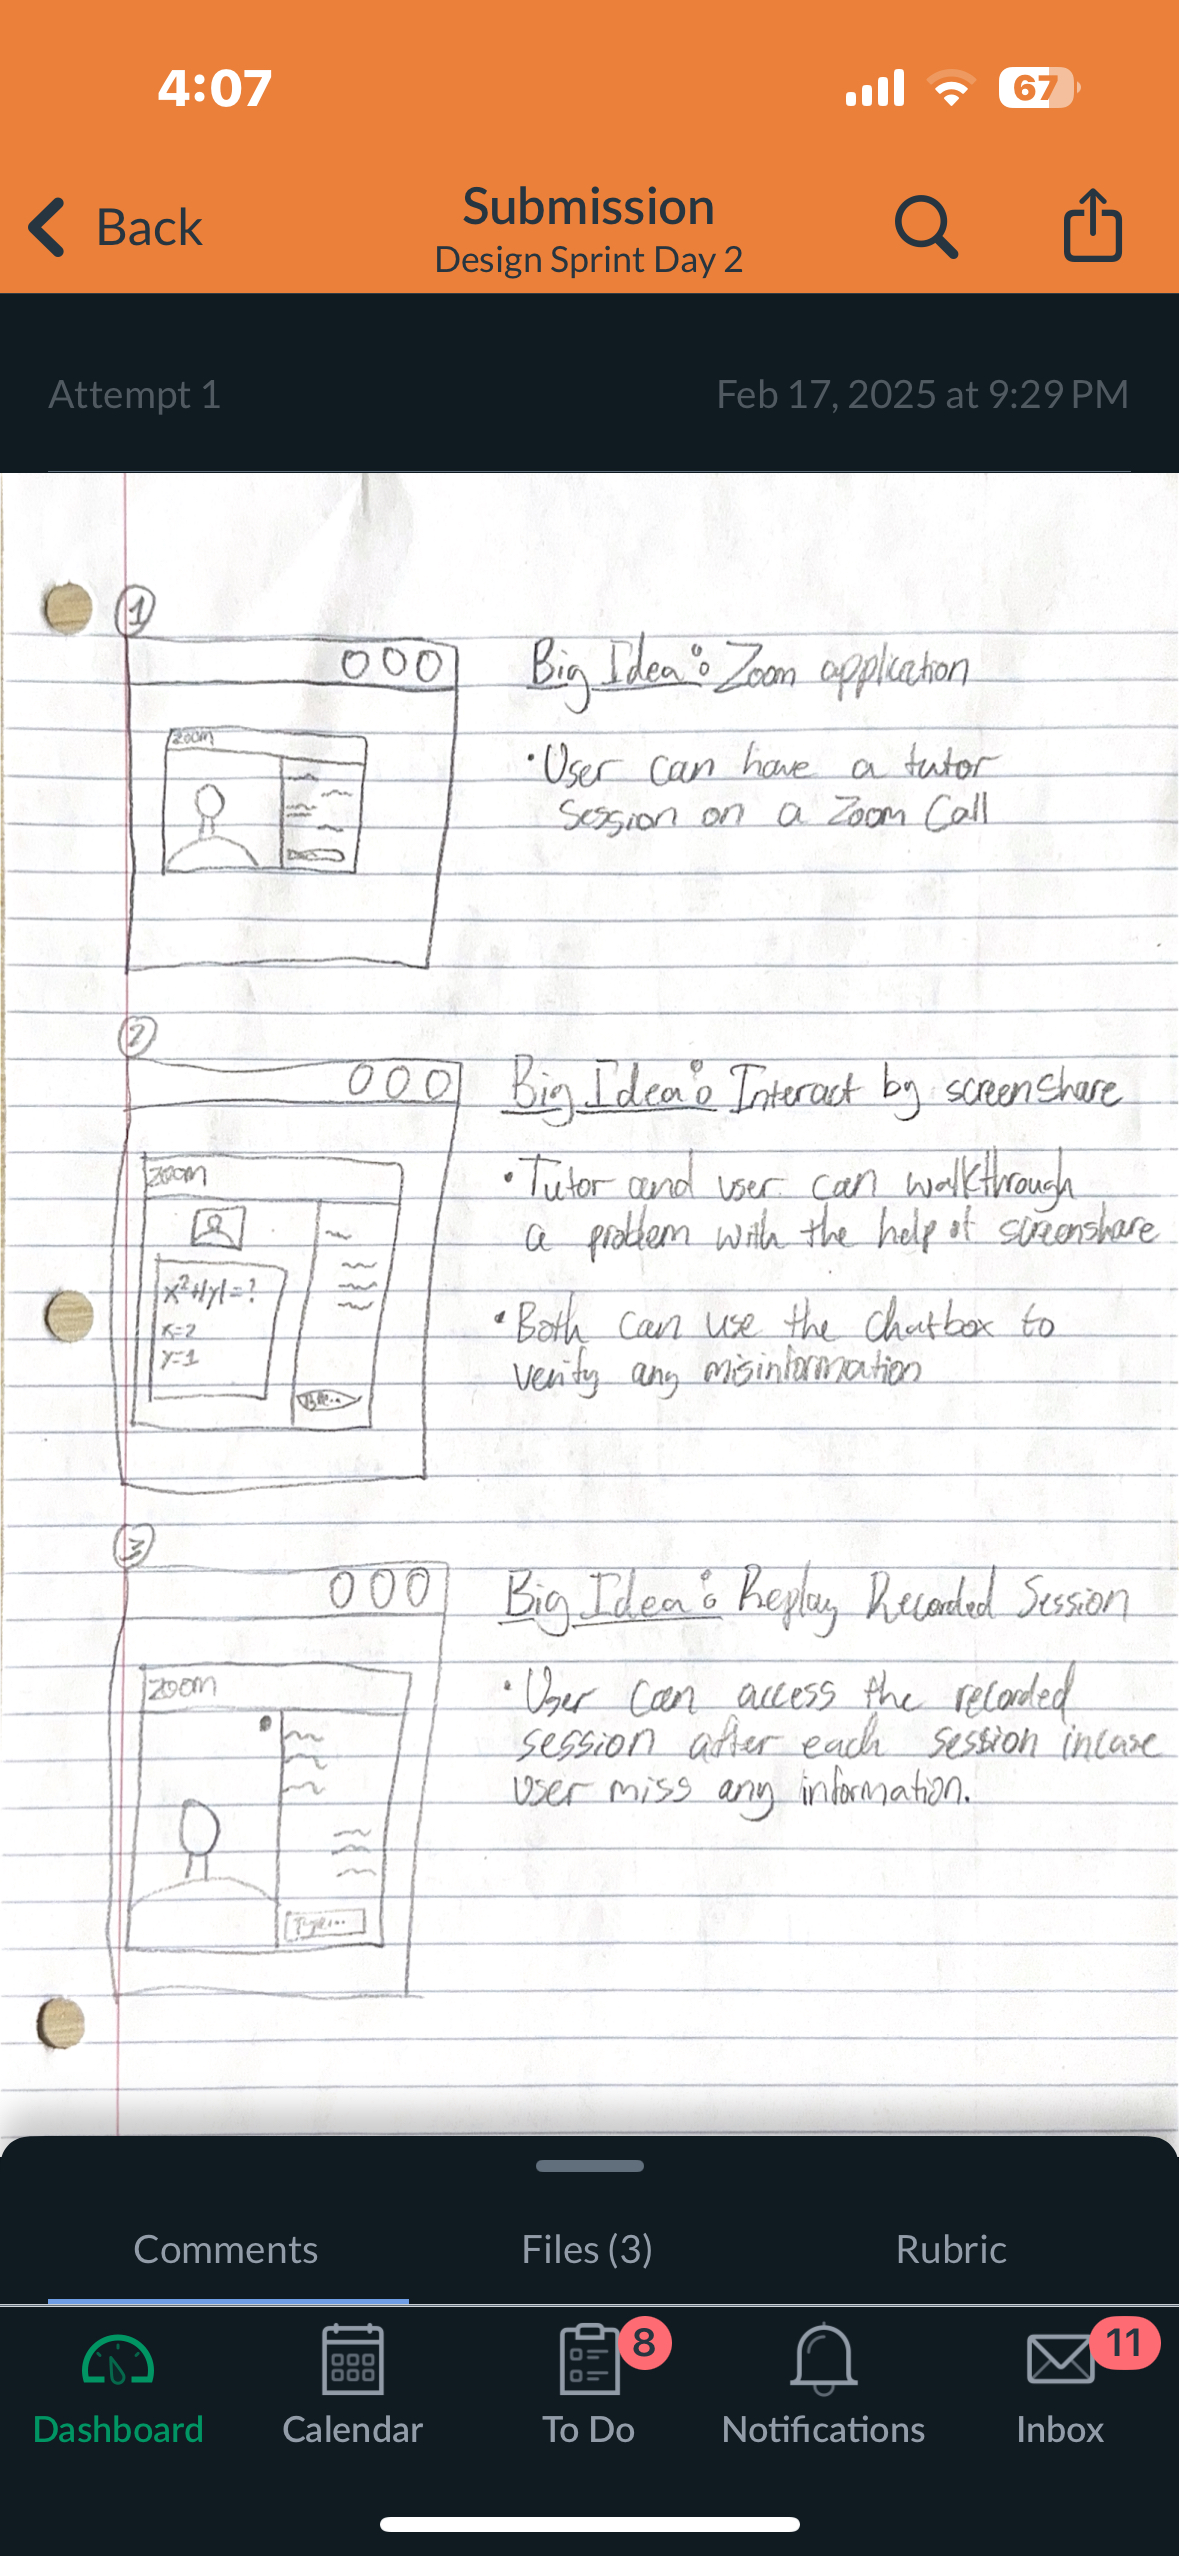 4:07
67
Back
Submission
Design Sprint Day 2
Attempt 1
Feb 17, 2025 at 9:29 PM
1
Big Idea: Zoom application
zoom
• User can have a tutor
session on a Zoom Call
2
Big Idea: Interact by screenshare
zoom
• Tutor and user can walkthrough
a problem with the help of screenshare
x²+|y|=?
x=2
y=1
• Both can use the chatbox to
verify any misinformation
3
Big Idea: Replay Recorded Session
zoom
• User can access the recorded
session after each session incase
user miss any information.
Type...
Comments
Files (3)
Rubric
8
11
Dashboard
Calendar
To Do
Notifications
Inbox